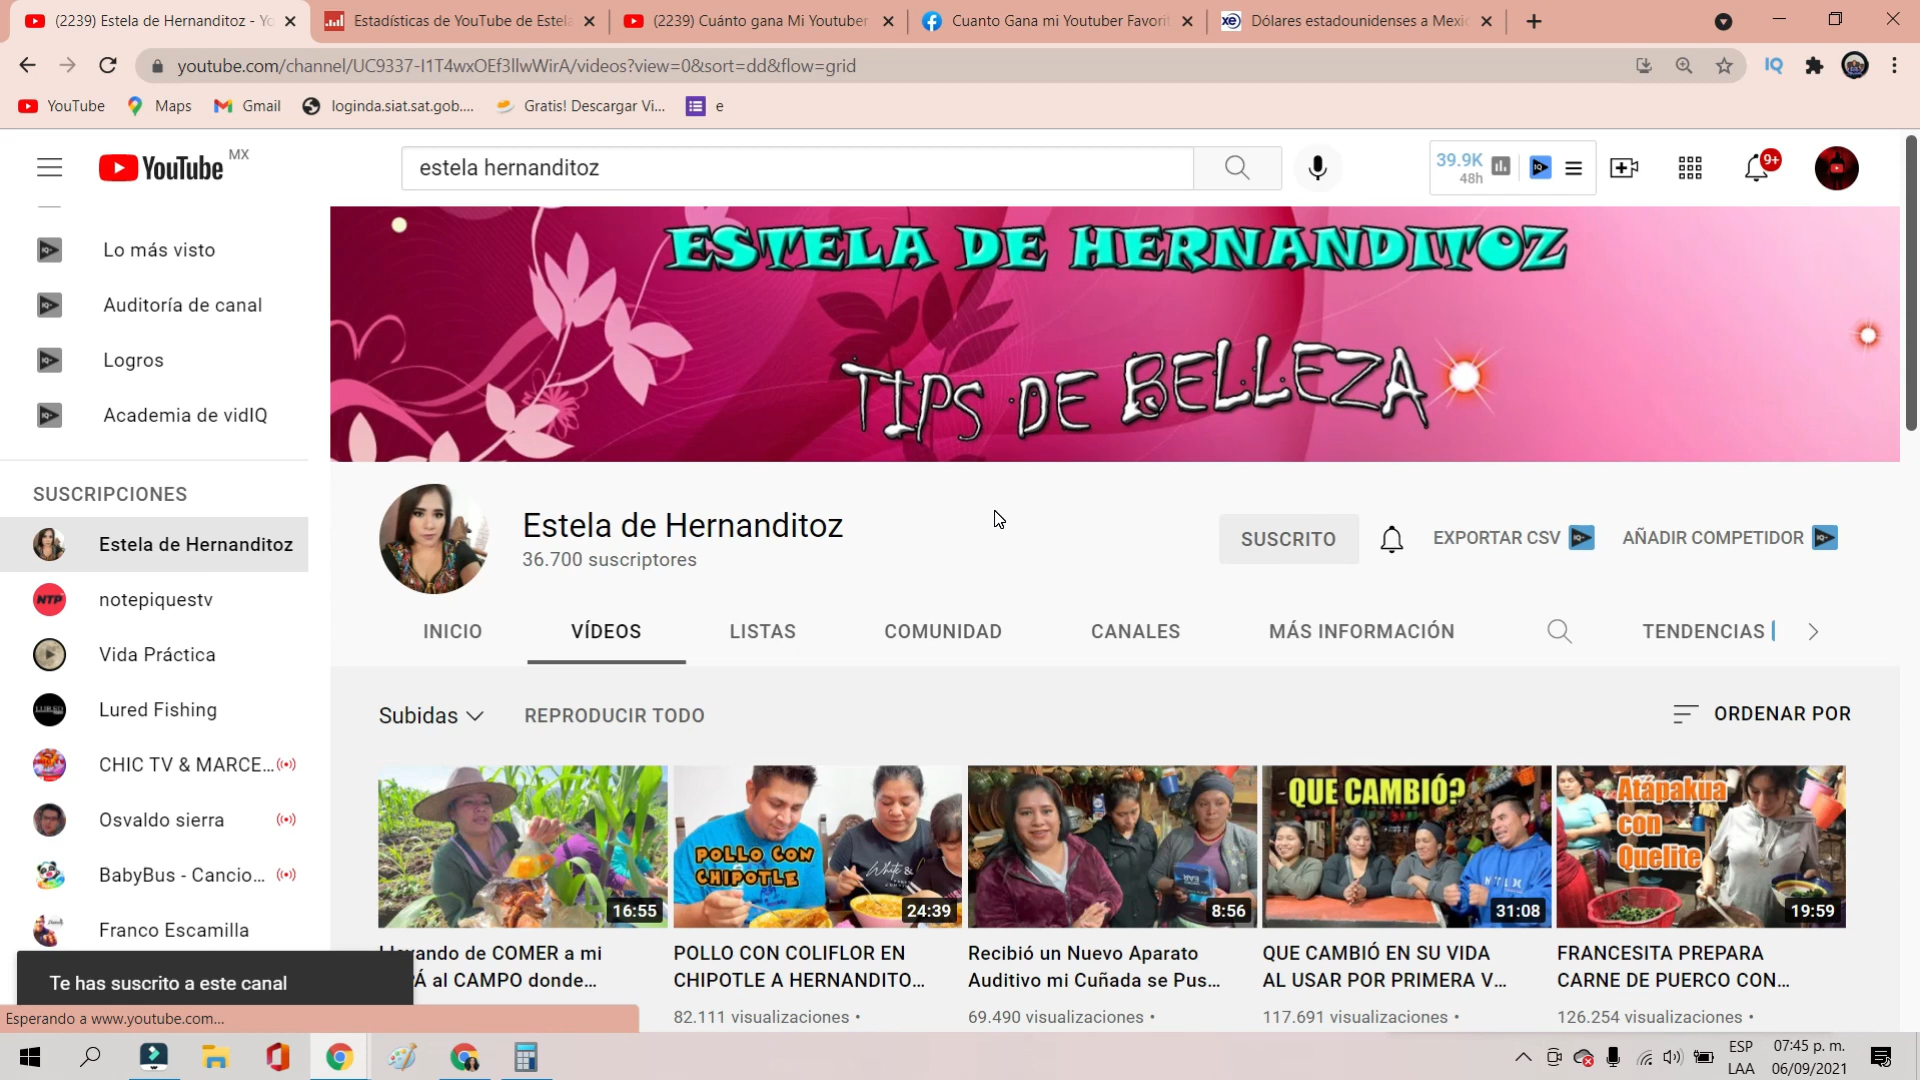 (2239) Estela de Hernanditoz - Yo
Estadísticas de YouTube de Estela
(2239) Cuánto gana Mi Youtuber
Cuanto Gana mi Youtuber Favorit
xe Dólares estadounidenses a Mexic
youtube.com/channel/UC9337-I1T4wxOEf3llwWirA/videos?view=0&sort=dd&flow=grid
IQ
YouTube
Maps
Gmail
loginda.siat.sat.gob....
Gratis! Descargar Vi...
e
YouTube MX
estela hernanditoz
39.9K
48h
9+
Lo más visto
Auditoría de canal
Logros
Academia de vidIQ
SUSCRIPCIONES
Estela de Hernanditoz
NTP notepiquestv
Vida Práctica
Lured Fishing
CHIC TV & MARCE...
Osvaldo sierra
BabyBus - Cancio...
Franco Escamilla
ESTELA DE HERNANDITOZ
TIPS DE BELLEZA
Estela de Hernanditoz
36.700 suscriptores
SUSCRITO
EXPORTAR CSV
AÑADIR COMPETIDOR
INICIO
VÍDEOS
LISTAS
COMUNIDAD
CANALES
MÁS INFORMACIÓN
TENDENCIAS
Subidas
REPRODUCIR TODO
ORDENAR POR
16:55
POLLO CON
CHIPOTLE
24:39
8:56
QUE CAMBIÓ?
31:08
Atápakua
con
Quelite
19:59
ando de COMER a mi
Á al CAMPO donde...
POLLO CON COLIFLOR EN
CHIPOTLE A HERNANDITO...
82.111 visualizaciones •
Recibió un Nuevo Aparato
Auditivo mi Cuñada se Pus...
69.490 visualizaciones •
QUE CAMBIÓ EN SU VIDA
AL USAR POR PRIMERA V...
117.691 visualizaciones •
FRANCESITA PREPARA
CARNE DE PUERCO CON...
126.254 visualizaciones •
Te has suscrito a este canal
Esperando a www.youtube.com...
ESP
LAA
07:45 p. m.
06/09/2021